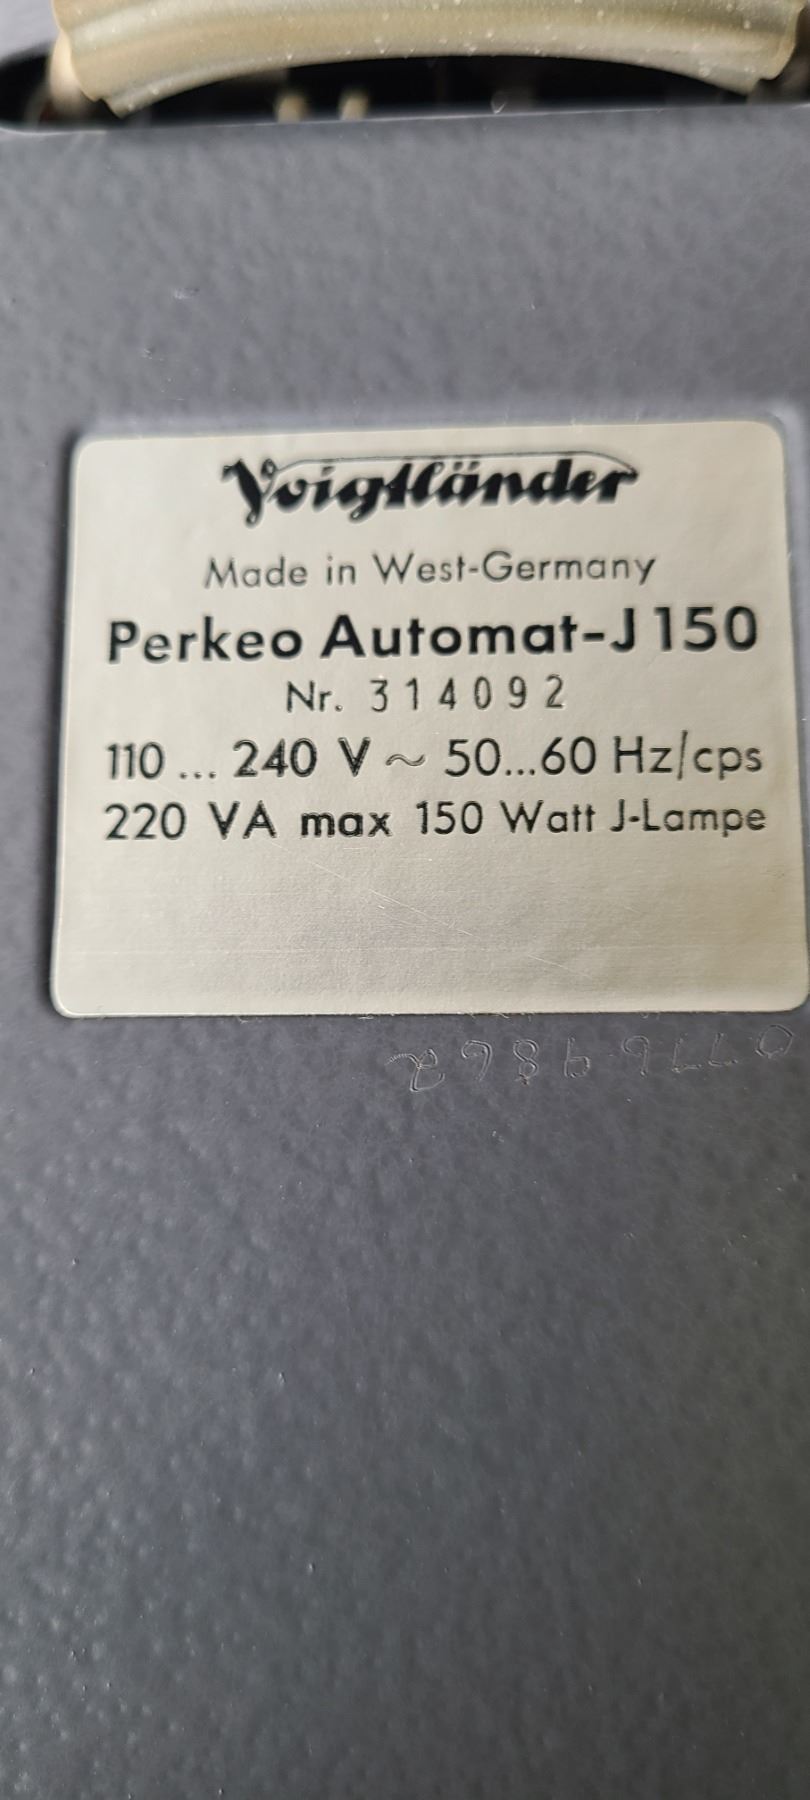 Voigtländer
Made in West-Germany
Perkeo Automat-J 150
Nr. 314092
110 ... 240 V ~ 50...60 Hz/cps
220 VA max 150 Watt J-Lampe